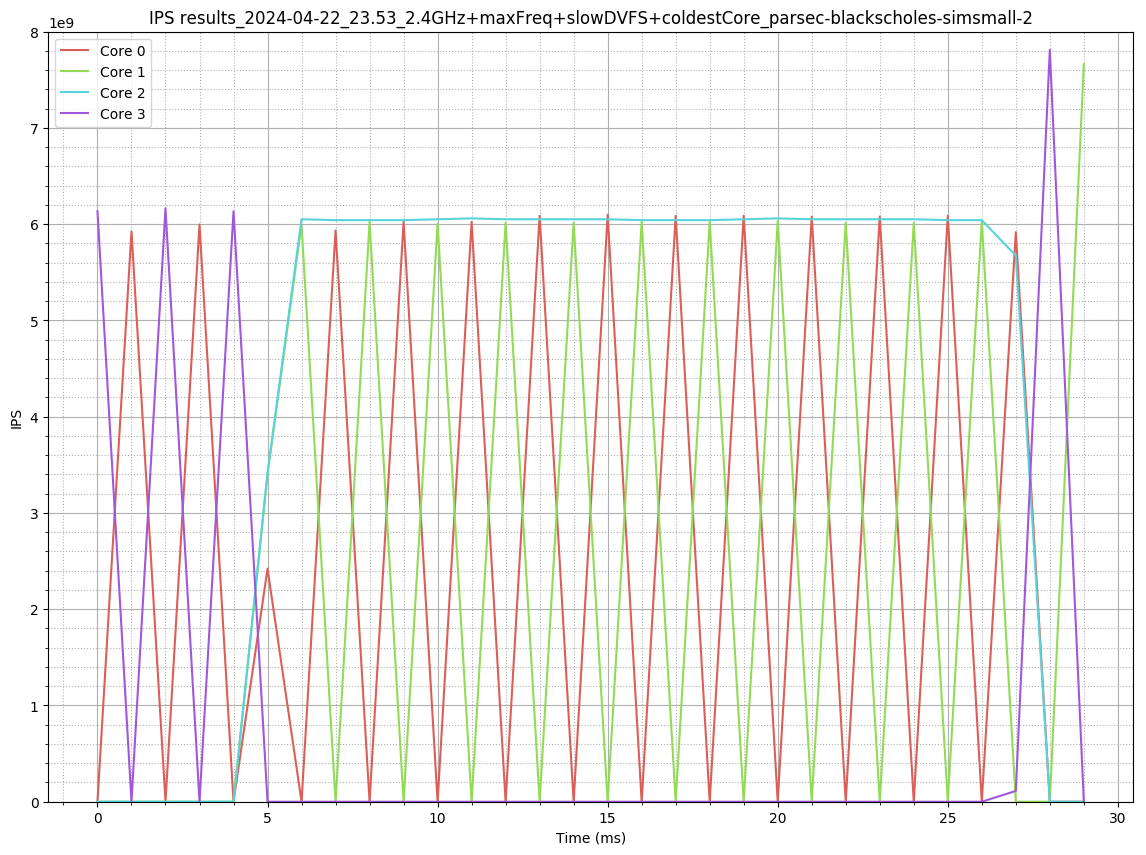 IPS results_2024-04-22_23.53_2.4GHz+maxFreq+slowDVFS+coldestCore_parsec-blackscholes-simsmall-2
1e9
Core 0
Core 1
Core 2
Core 3
8
7
6
5
4
3
2
1
0
IPS
0 5 10 15 20 25 30
Time (ms)